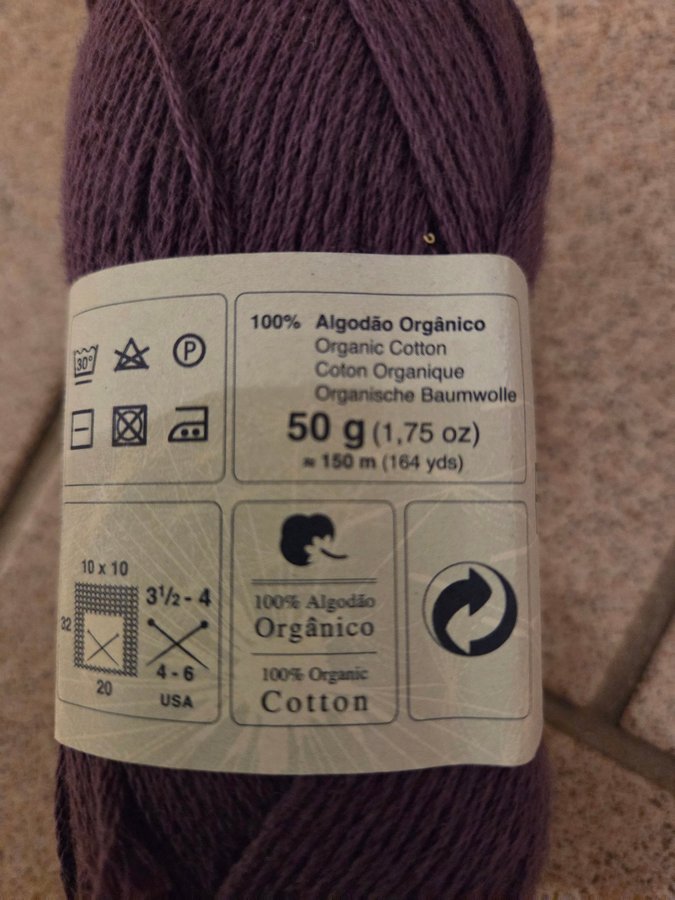 30°
P
100% Algodão Orgânico
Organic Cotton
Coton Organique
Organische Baumwolle
50 g (1,75 oz)
≈ 150 m (164 yds)
10 x 10
32
20
3½ - 4
4 - 6
USA
100% Algodão
Orgânico
100% Organic
Cotton